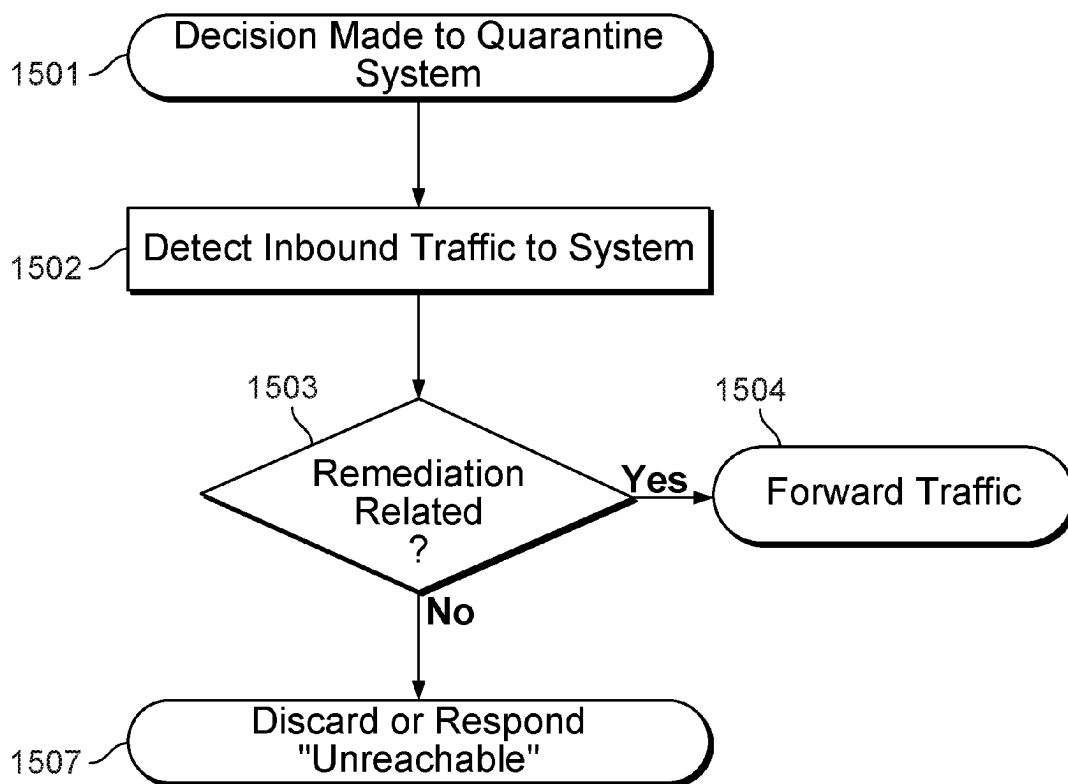 Decision Made to Quarantine
System
1501
Detect Inbound Traffic to System
1502
1503
Remediation
Related
?
Yes
1504
Forward Traffic
No
Discard or Respond
"Unreachable"
1507